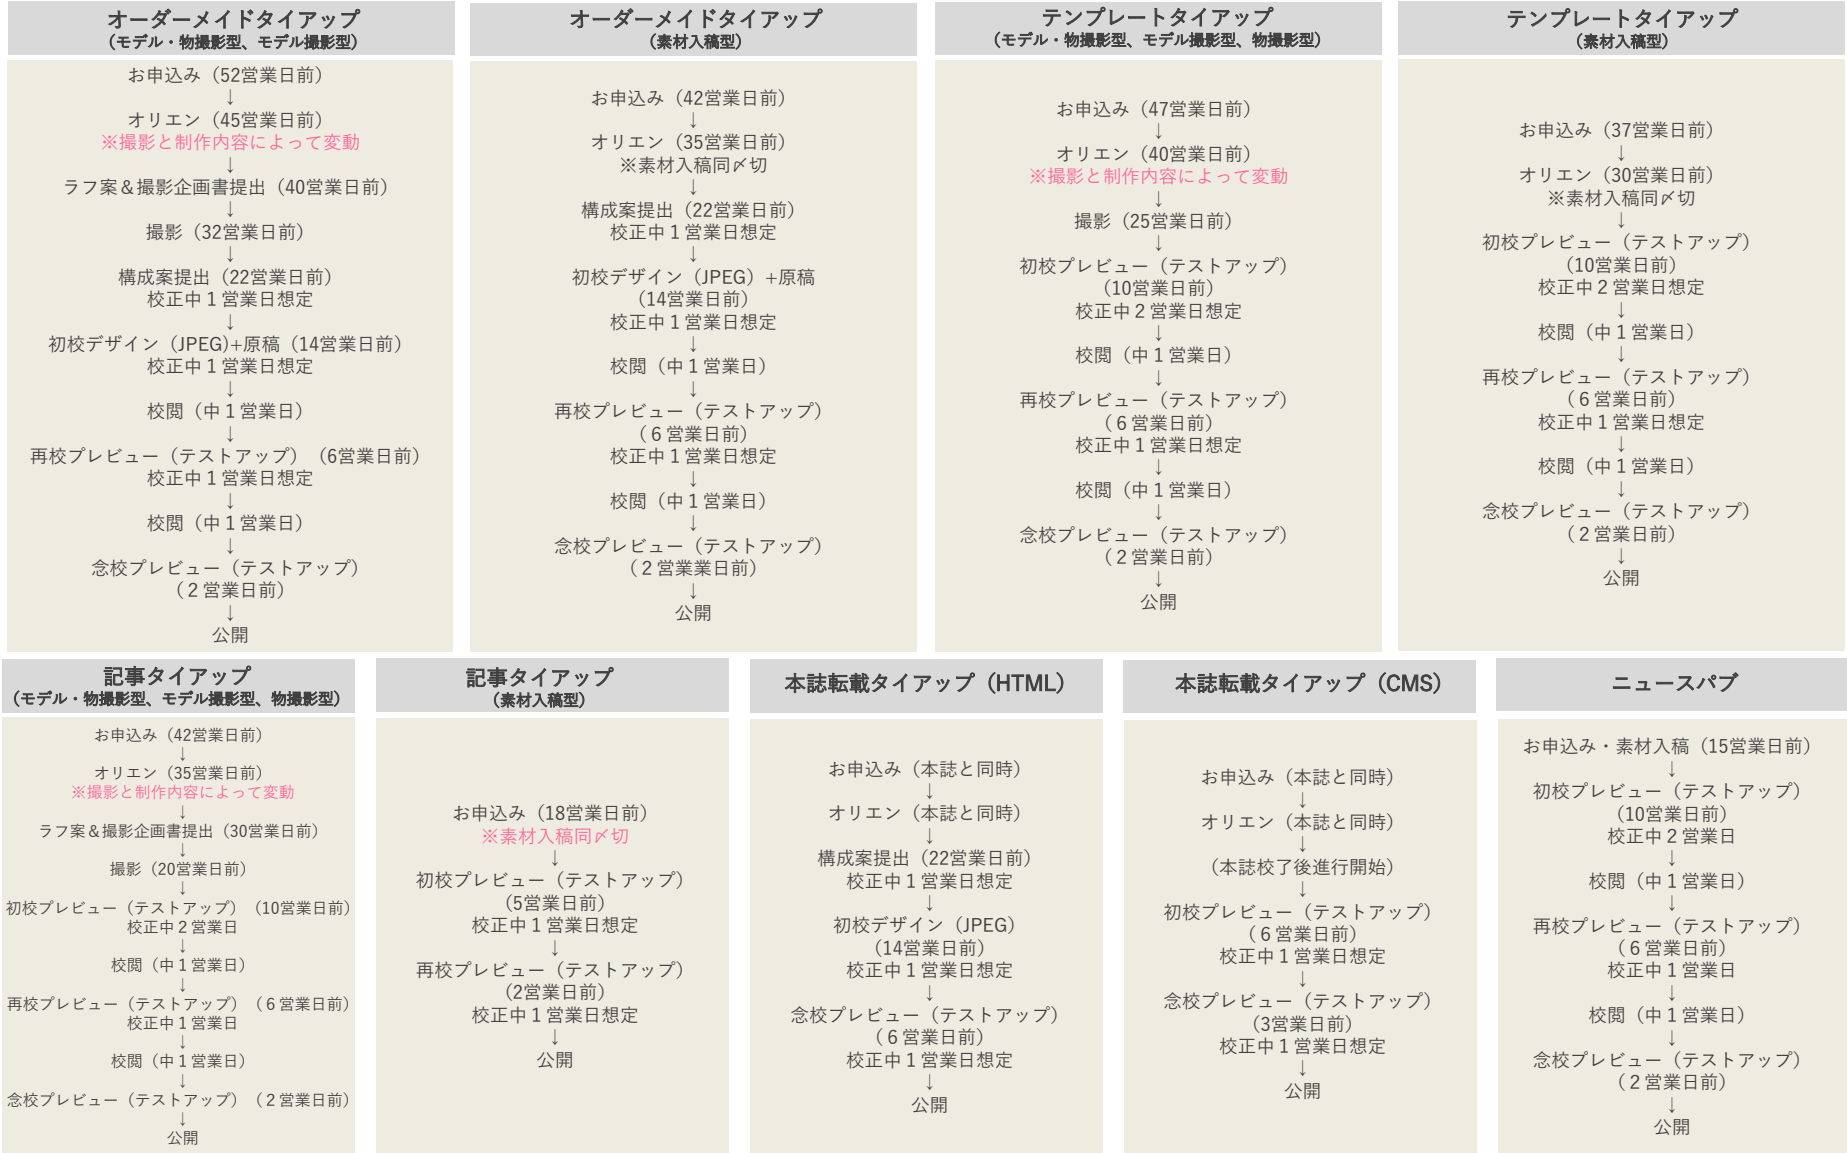 オーダーメイドタイアップ
（モデル・物撮影型、モデル撮影型）
お申込み（52営業日前）
↓
オリエン（45営業日前）
※撮影と制作内容によって変動
↓
ラフ案＆撮影企画書提出（40営業日前）
↓
撮影（32営業日前）
↓
構成案提出（22営業日前）
校正中１営業日想定
↓
初校デザイン（JPEG)+原稿（14営業日前）
校正中１営業日想定
↓
校閲（中１営業日）
↓
再校プレビュー（テストアップ）（6営業日前）
校正中１営業日想定
↓
校閲（中１営業日）
↓
念校プレビュー（テストアップ）
（２営業日前）
↓
公開
オーダーメイドタイアップ
（素材入稿型）
お申込み（42営業日前）
↓
オリエン（35営業日前）
※素材入稿同〆切
↓
構成案提出（22営業日前）
校正中１営業日想定
↓
初校デザイン（JPEG）+原稿
（14営業日前）
校正中１営業日想定
↓
校閲（中１営業日）
↓
再校プレビュー（テストアップ）
（６営業日前）
校正中１営業日想定
↓
校閲（中１営業日）
↓
念校プレビュー（テストアップ）
（２営業業日前）
↓
公開
テンプレートタイアップ
（モデル・物撮影型、モデル撮影型、物撮影型）
お申込み（47営業日前）
↓
オリエン（40営業日前）
※撮影と制作内容によって変動
↓
撮影（25営業日前）
↓
初校プレビュー（テストアップ）
（10営業日前）
校正中２営業日想定
↓
校閲（中１営業日）
↓
再校プレビュー（テストアップ）
（６営業日前）
校正中１営業日想定
↓
校閲（中１営業日）
↓
念校プレビュー（テストアップ）
（２営業日前）
↓
公開
テンプレートタイアップ
（素材入稿型）
お申込み（37営業日前）
↓
オリエン（30営業日前）
※素材入稿同〆切
↓
初校プレビュー（テストアップ）
（10営業日前）
校正中２営業日想定
↓
校閲（中１営業日）
↓
再校プレビュー（テストアップ）
（６営業日前）
校正中１営業日想定
↓
校閲（中１営業日）
↓
念校プレビュー（テストアップ）
（２営業日前）
↓
公開
記事タイアップ
（モデル・物撮影型、モデル撮影型、物撮影型）
お申込み（42営業日前）
↓
オリエン（35営業日前）
※撮影と制作内容によって変動
↓
ラフ案＆撮影企画書提出（30営業日前）
↓
撮影（20営業日前）
↓
初校プレビュー（テストアップ）（10営業日前）
校正中２営業日
↓
校閲（中１営業日）
↓
再校プレビュー（テストアップ）（６営業日前）
校正中１営業日
↓
校閲（中１営業日）
↓
念校プレビュー（テストアップ）（２営業日前）
↓
公開
記事タイアップ
（素材入稿型）
お申込み（18営業日前）
※素材入稿同〆切
↓
初校プレビュー（テストアップ）
（5営業日前）
校正中１営業日想定
↓
再校プレビュー（テストアップ）
（2営業日前）
校正中１営業日想定
↓
公開
本誌転載タイアップ（HTML）
お申込み（本誌と同時）
↓
オリエン（本誌と同時）
↓
構成案提出（22営業日前）
校正中１営業日想定
↓
初校デザイン（JPEG）
（14営業日前）
校正中１営業日想定
↓
念校プレビュー（テストアップ）
（６営業日前）
校正中１営業日想定
↓
公開
本誌転載タイアップ（CMS）
お申込み（本誌と同時）
↓
オリエン（本誌と同時）
↓
（本誌校了後進行開始）
↓
初校プレビュー（テストアップ）
（６営業日前）
校正中１営業日想定
↓
念校プレビュー（テストアップ）
（3営業日前）
校正中１営業日想定
↓
公開
ニュースパブ
お申込み・素材入稿（15営業日前）
↓
初校プレビュー（テストアップ）
（10営業日前）
校正中２営業日
↓
校閲（中１営業日）
↓
再校プレビュー（テストアップ）
（６営業日前）
校正中１営業日
↓
校閲（中１営業日）
↓
念校プレビュー（テストアップ）
（２営業日前）
↓
公開